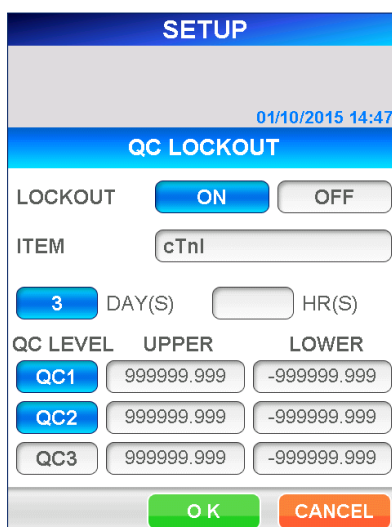 SETUP
01/10/2015 14:47
QC LOCKOUT
LOCKOUT ON OFF
ITEM cTnI
3 DAY(S) HR(S)
QC LEVEL UPPER LOWER
QC1 999999.999 -999999.999
QC2 999999.999 -999999.999
QC3 999999.999 -999999.999
OK CANCEL